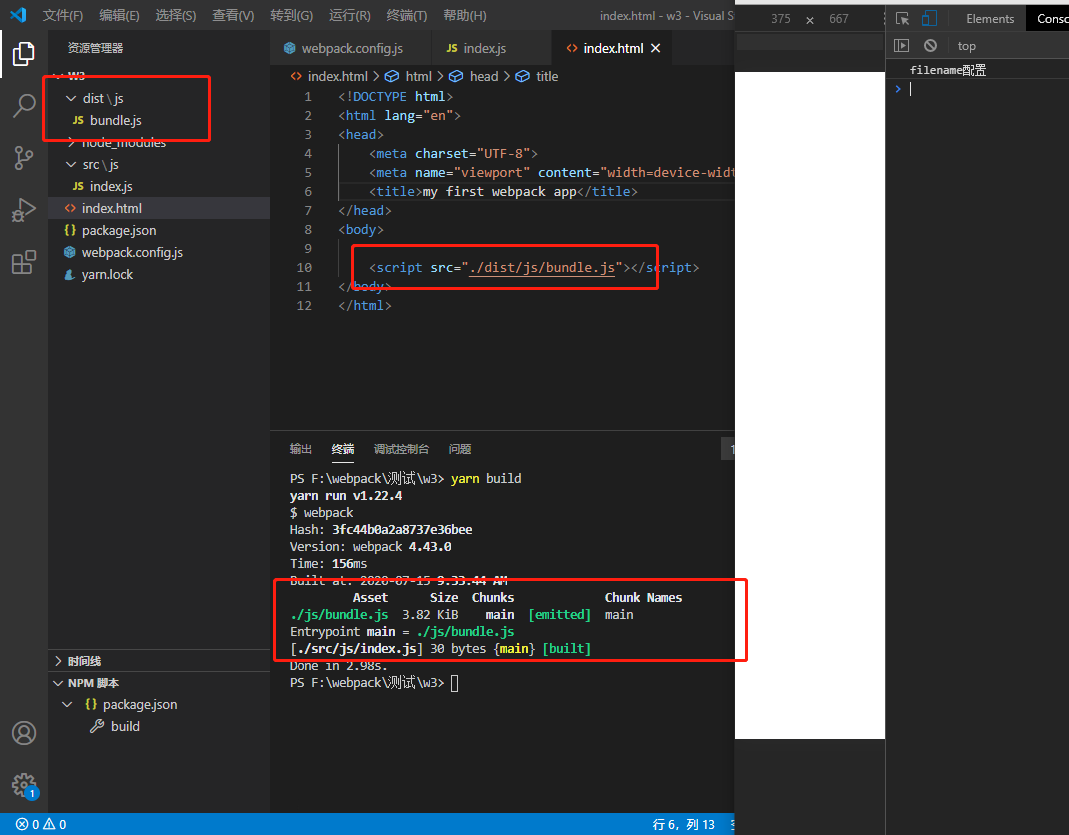 文件(F) 编辑(E) 选择(S) 查看(V) 转到(G) 运行(R) 终端(T) 帮助(H) index.html - w3 - Visual S
资源管理器
W3
dist\js
JS bundle.js
node_modules
src\js
JS index.js
<> index.html
{} package.json
webpack.config.js
yarn.lock
时间线
NPM 脚本
{} package.json
build
1
webpack.config.js JS index.js <> index.html
<> index.html > html > head > title
1 <!DOCTYPE html>
2 <html lang="en">
3 <head>
4 <meta charset="UTF-8">
5 <meta name="viewport" content="width=device-widt
6 <title>my first webpack app</title>
7 </head>
8 <body>
9
10 <script src="./dist/js/bundle.js"></script>
11 </body>
12 </html>
输出 终端 调试控制台 问题 1
PS F:\webpack\测试\w3> yarn build
yarn run v1.22.4
$ webpack
Hash: 3fc44b0a2a8737e36bee
Version: webpack 4.43.0
Time: 156ms
Built at: 2020-07-15 9:33:44 AM
Asset Size Chunks Chunk Names
./js/bundle.js 3.82 KiB main [emitted] main
Entrypoint main = ./js/bundle.js
[./src/js/index.js] 30 bytes {main} [built]
Done in 2.98s.
PS F:\webpack\测试\w3>
0 0 行 6，列 13
375 x 667
Elements Conso
top
filename配置